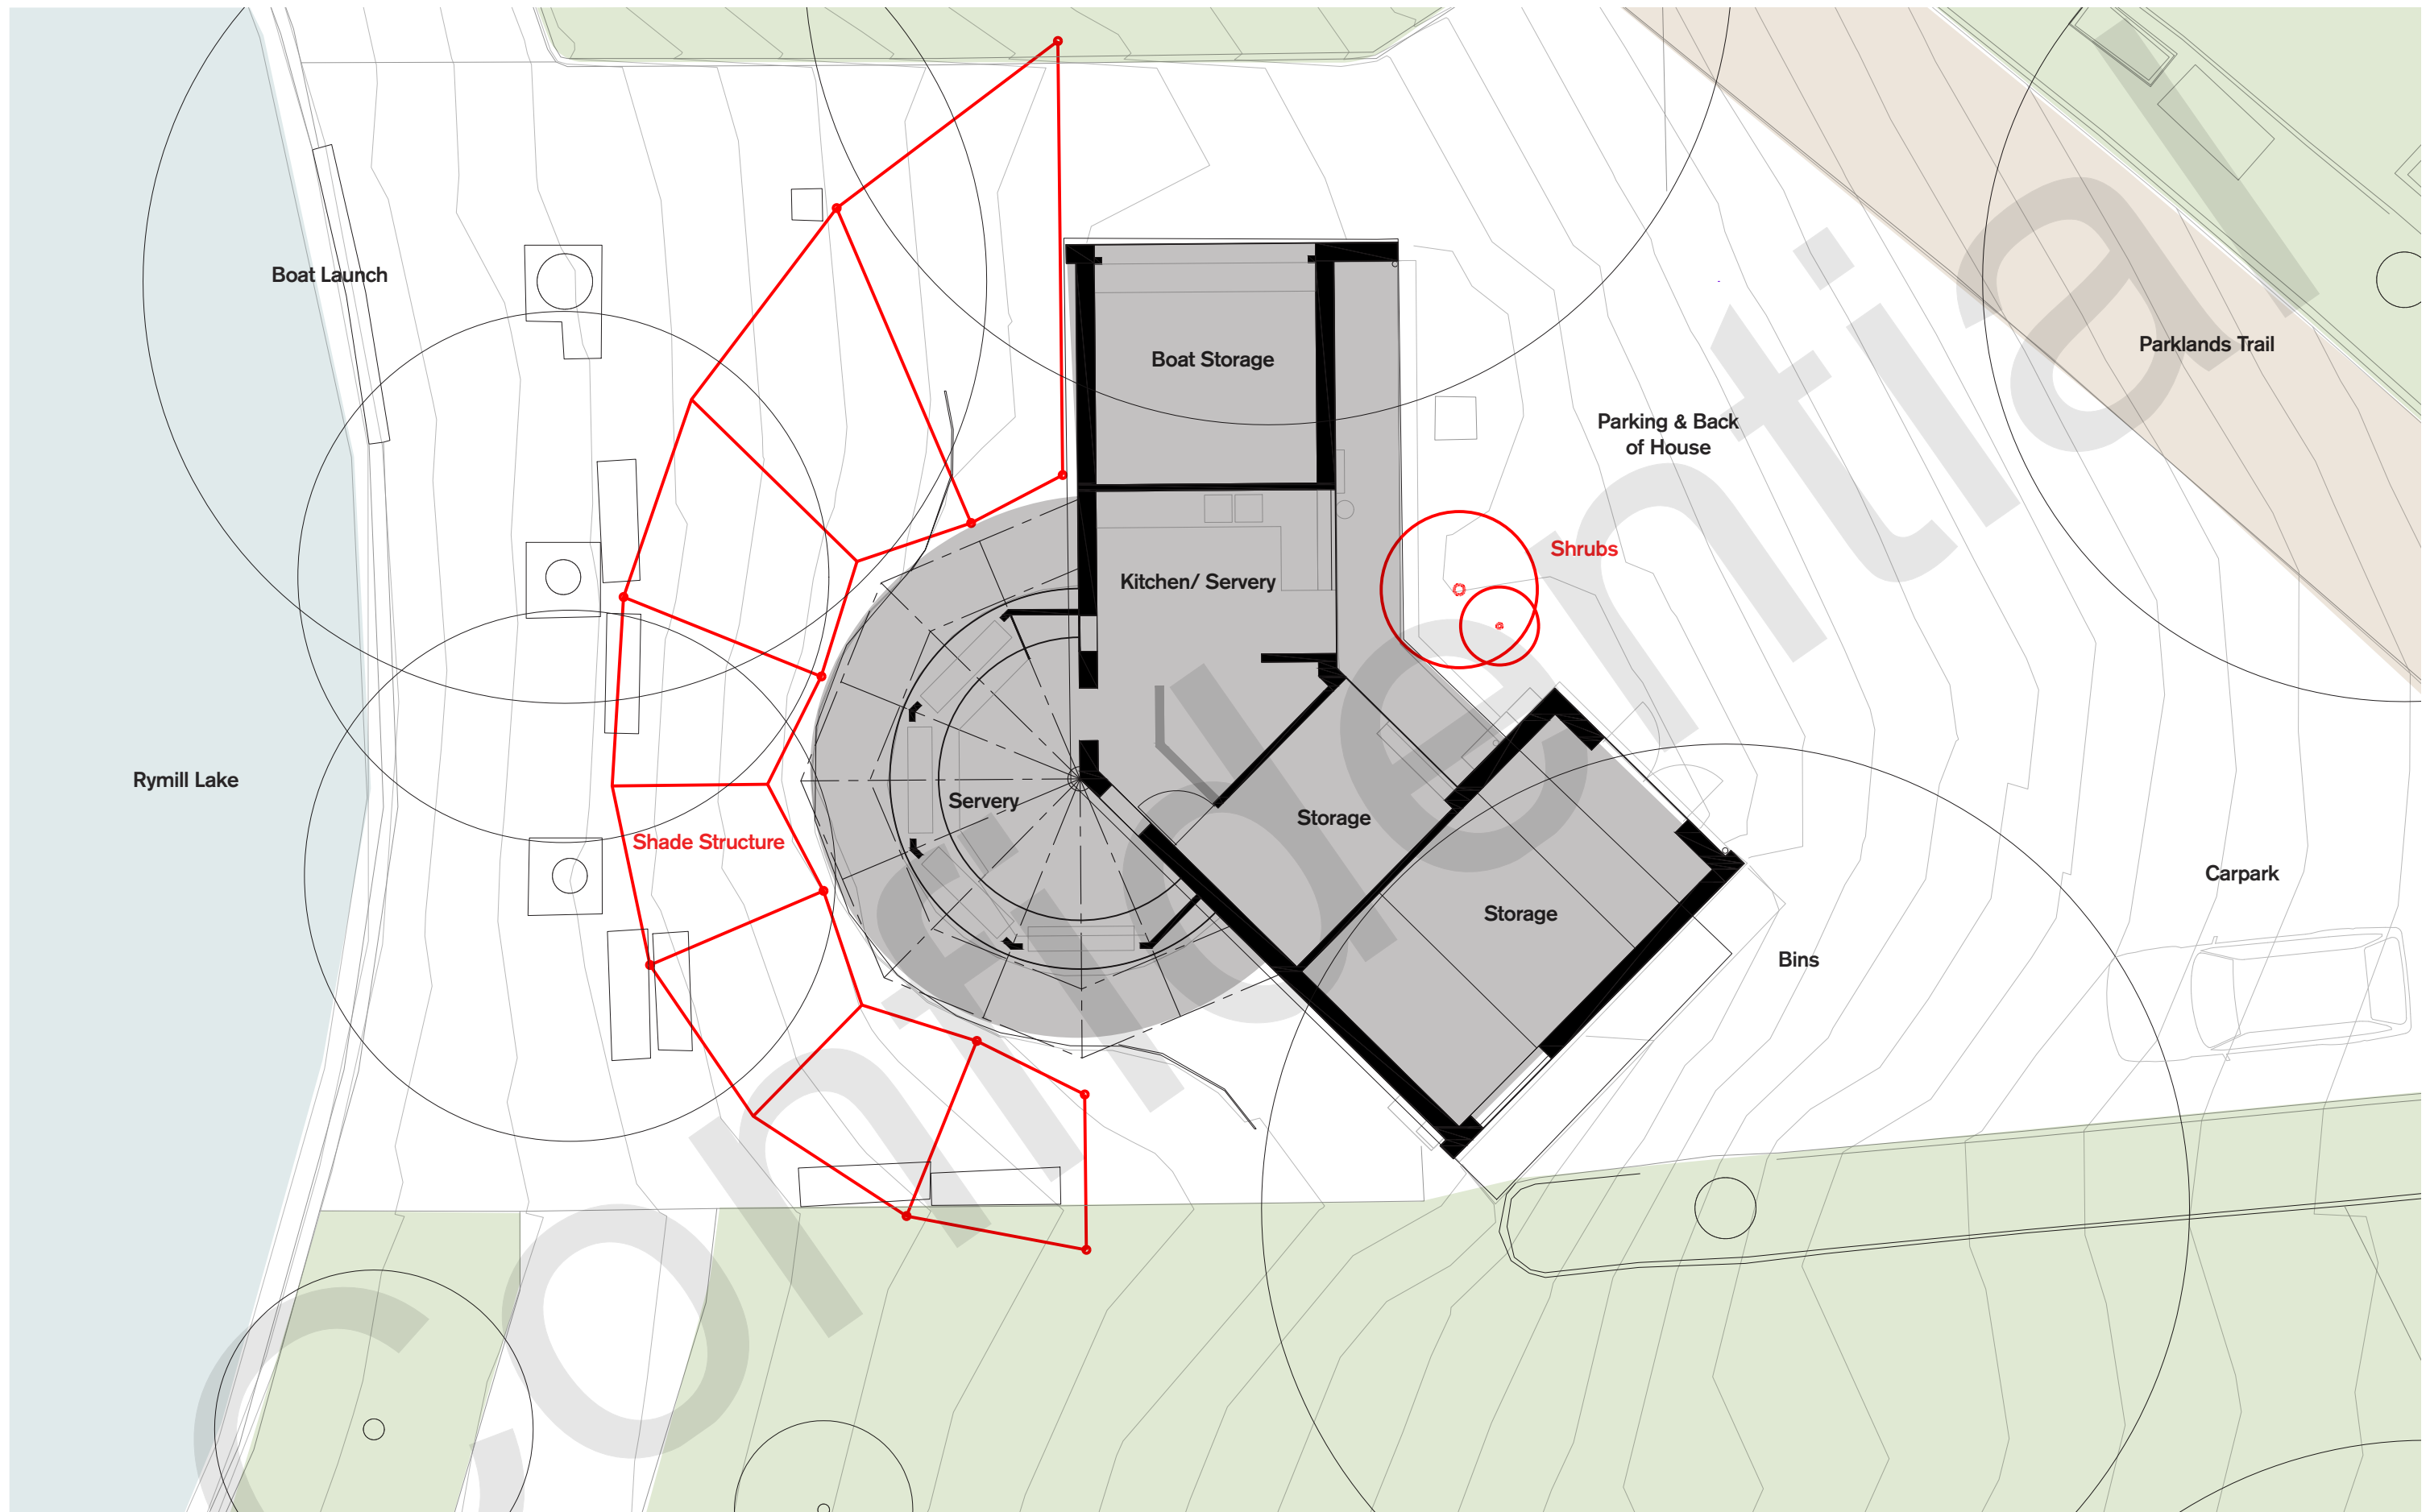 Boat Launch
Parklands Trail
Boat Storage
Parking & Back
of House
Shrubs
Kitchen/ Servery
Rymill Lake
Servery
Storage
Shade Structure
Carpark
Storage
Bins
Confidential